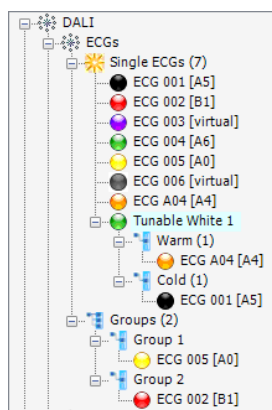 DALI
ECGs
Single ECGs (7)
ECG 001 [A5]
ECG 002 [B1]
ECG 003 [virtual]
ECG 004 [A6]
ECG 005 [A0]
ECG 006 [virtual]
ECG A04 [A4]
Tunable White 1
Warm (1)
ECG A04 [A4]
Cold (1)
ECG 001 [A5]
Groups (2)
Group 1
ECG 005 [A0]
Group 2
ECG 002 [B1]